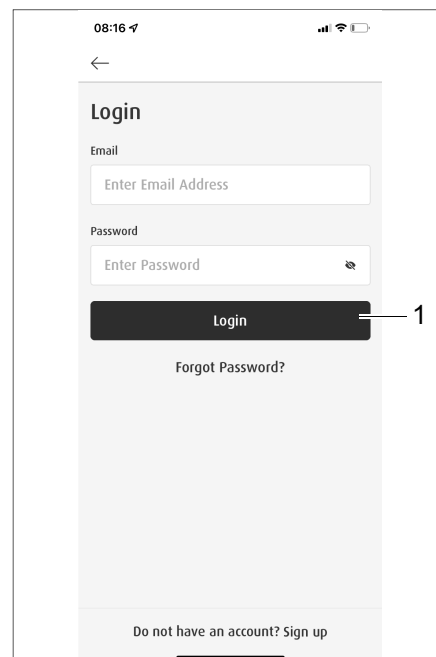 08:16
Login
Email
Enter Email Address
Password
Enter Password
Login
1
Forgot Password?
Do not have an account? Sign up